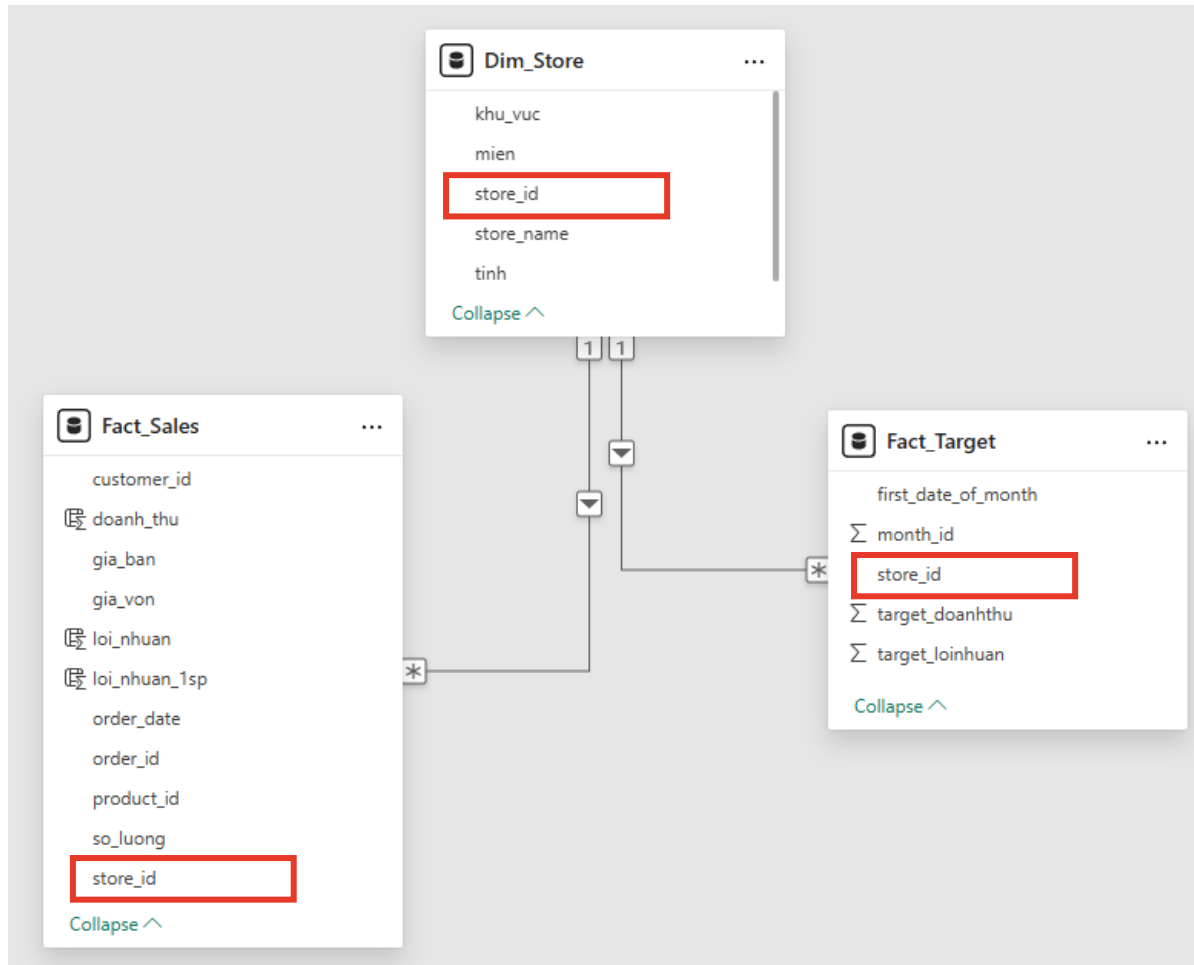 Dim_Store
...
khu_vuc
mien
store_id
store_name
tinh
Collapse
1 1
Fact_Sales
...
customer_id
doanh_thu
gia_ban
gia_von
loi_nhuan
loi_nhuan_1sp
order_date
order_id
product_id
so_luong
store_id
Collapse
*
Fact_Target
...
first_date_of_month
Σ month_id
store_id
Σ target_doanhthu
Σ target_loinhuan
Collapse
*